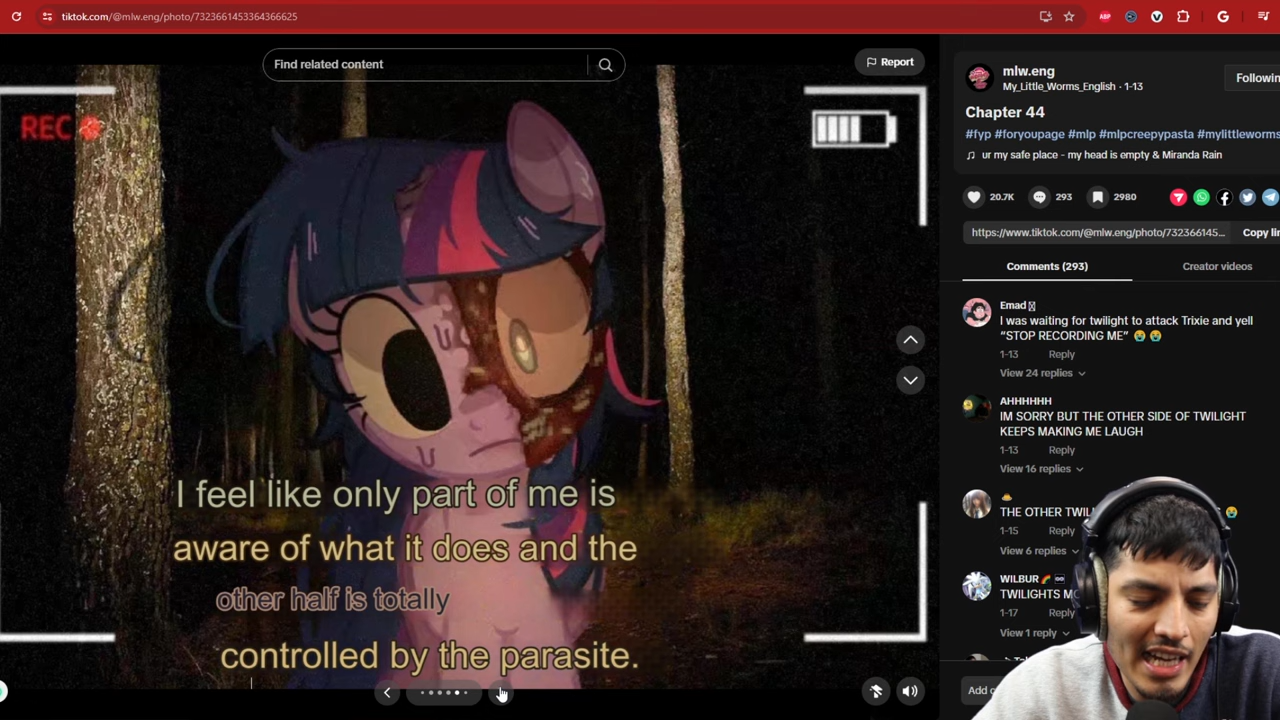 tiktok.com/@mlw.eng/photo/7323661453364366625
Find related content
Report
REC
I feel like only part of me is
aware of what it does and the
other half is totally
controlled by the parasite.
mlw.eng
My_Little_Worms_English · 1-13
Followin
Chapter 44
#fyp #foryoupage #mlp #mlpcreepypasta #mylittleworms
ur my safe place - my head is empty & Miranda Rain
20.7K
293
2980
https://www.tiktok.com/@mlw.eng/photo/732366145...
Copy lin
Comments (293)
Creator videos
Emad
I was waiting for twilight to attack Trixie and yell
“STOP RECORDING ME” 😭 😭
1-13
Reply
View 24 replies
AHHHHHH
IM SORRY BUT THE OTHER SIDE OF TWILIGHT
KEEPS MAKING ME LAUGH
1-13
Reply
View 16 replies
THE OTHER
1-15
Reply
View 6 replies
WILBUR
1-17
Reply
View 1 reply
ABP